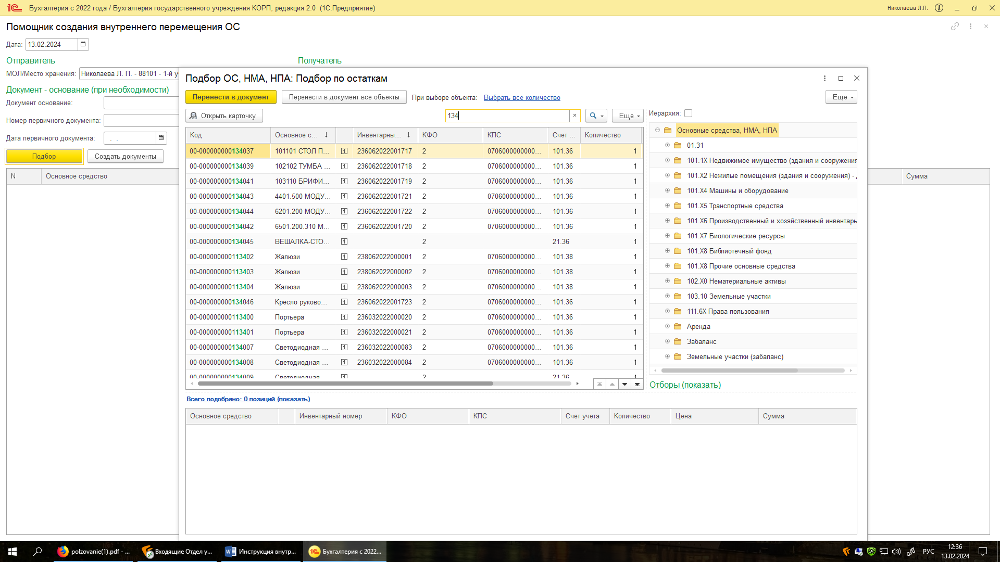 Бухгалтерия с 2022 года / Бухгалтерия государственного учреждения КОРП, редакция 2.0 (1С:Предприятие)
Николаева Л.П.
Помощник создания внутреннего перемещения ОС
Дата: 13.02.2024
Отправитель
Получатель
МОЛ/Место хранения: Николаева Л. П. - 88101 - 1-й у
Документ - основание (при необходимости)
Документ основание:
Номер первичного документа:
Дата первичного документа: . .
Подбор Создать документы
N Основное средство Сумма
Подбор ОС, НМА, НПА: Подбор по остаткам
Перенести в документ Перенести в документ все объекты При выборе объекта: Выбрать все количество Еще
Открыть карточку 134 Еще Иерархия:
Код Основное с... Инвентарны... КФО КПС Счет ... Количество
00-000000000134037 101101 СТОЛ П... 236062022001717 2 0706000000000... 101.36 1
00-000000000134039 102102 ТУМБА ... 236062022001718 2 0706000000000... 101.36 1
00-000000000134041 103110 БРИФИ... 236062022001719 2 0706000000000... 101.36 1
00-000000000134043 4401.500 МОДУ... 236062022001721 2 0706000000000... 101.36 1
00-000000000134044 6201.200 МОДУ... 236062022001722 2 0706000000000... 101.36 1
00-000000000134042 6501.200.310 М... 236062022001720 2 0706000000000... 101.36 1
00-000000000134045 ВЕШАЛКА-СТО... 2 21.36 1
00-000000000113402 Жалюзи 238062022000001 2 0706000000000... 101.38 1
00-000000000113403 Жалюзи 238062022000002 2 0706000000000... 101.38 1
00-000000000113404 Жалюзи 238062022000003 2 0706000000000... 101.38 1
00-000000000134046 Кресло руково... 236062022001723 2 0706000000000... 101.36 1
00-000000000113400 Портьера 236032022000020 2 0706000000000... 101.36 1
00-000000000113401 Портьера 236032022000021 2 0706000000000... 101.36 1
00-000000000134007 Светодиодная ... 236032022000083 2 0706000000000... 101.36 1
00-000000000134008 Светодиодная ... 236032022000084 2 0706000000000... 101.36 1
00-000000000134009 Светодиодная 2 21.36 1
Основные средства, НМА, НПА
01.31
101.1X Недвижимое имущество (здания и сооружения
101.X2 Нежилые помещения (здания и сооружения) -
101.X4 Машины и оборудование
101.X5 Транспортные средства
101.X6 Производственный и хозяйственный инвентарь
101.X7 Биологические ресурсы
101.X8 Библиотечный фонд
101.X8 Прочие основные средства
102.X0 Нематериальные активы
103.10 Земельные участки
111.6X Права пользования
Аренда
Забаланс
Земельные участки (забаланс)
Отборы (показать)
Всего подобрано: 0 позиций (показать)
Основное средство Инвентарный номер КФО КПС Счет учета Количество Цена Сумма
polzovanie(1).pdf - ... Входящие Отдел у... Инструкция внутр... Бухгалтерия с 2022...
РУС 12:36
13.02.2024